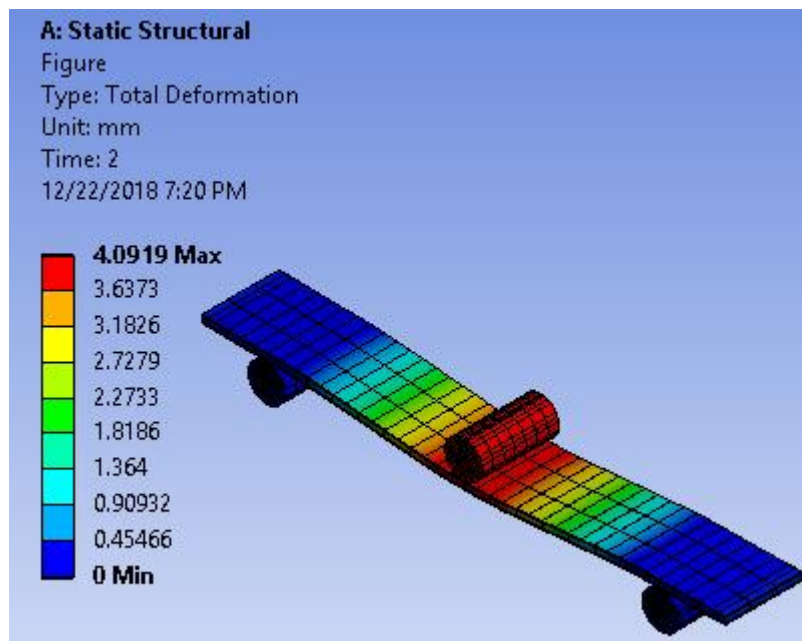 A: Static Structural
Figure
Type: Total Deformation
Unit: mm
Time: 2
12/22/2018 7:20 PM
4.0919 Max
3.6373
3.1826
2.7279
2.2733
1.8186
1.364
0.90932
0.45466
0 Min